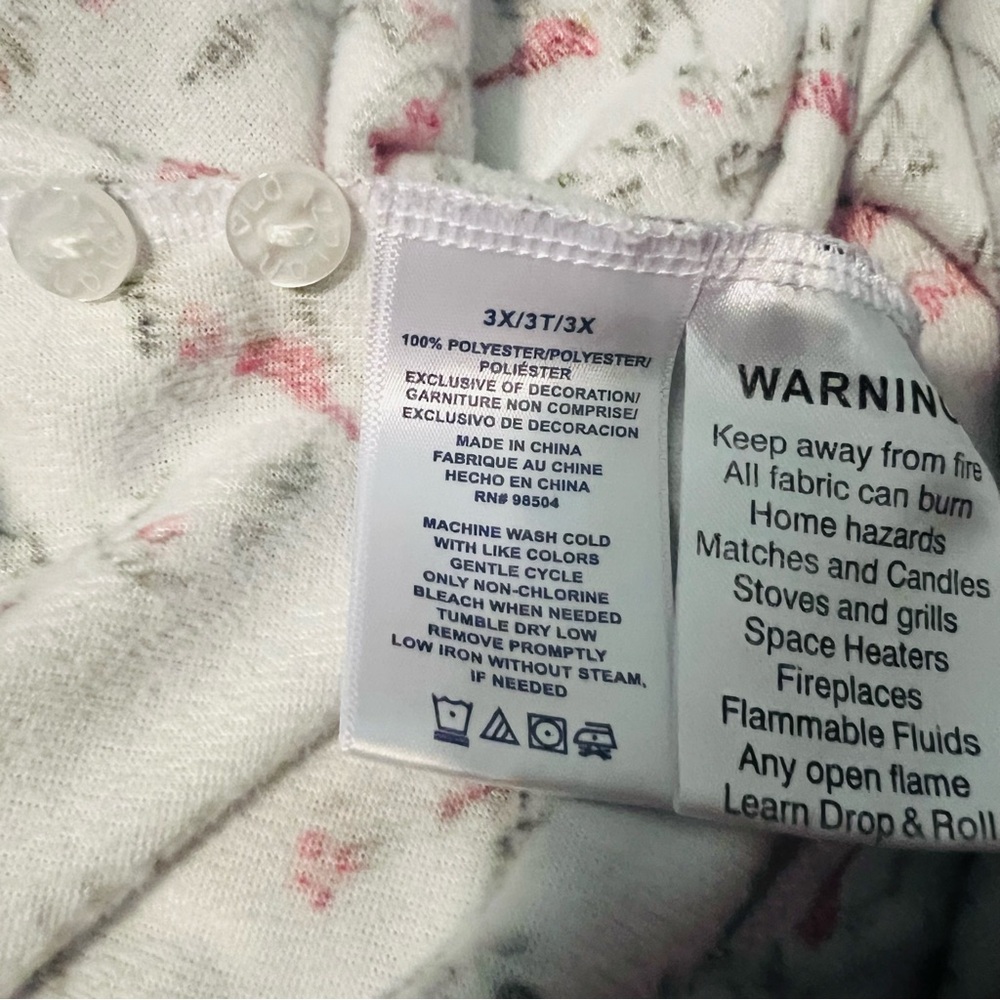 3X/3T/3X
100% POLYESTER/POLYESTER/
POLIÉSTER
EXCLUSIVE OF DECORATION/
GARNITURE NON COMPRISE/
EXCLUSIVO DE DECORACION
MADE IN CHINA
FABRIQUE AU CHINE
HECHO EN CHINA
RN# 98504
MACHINE WASH COLD
WITH LIKE COLORS
GENTLE CYCLE
ONLY NON-CHLORINE
BLEACH WHEN NEEDED
TUMBLE DRY LOW
REMOVE PROMPTLY
LOW IRON WITHOUT STEAM,
IF NEEDED
WARNING
Keep away from fire
All fabric can burn
Home hazards
Matches and Candles
Stoves and grills
Space Heaters
Fireplaces
Flammable Fluids
Any open flame
Learn Drop & Roll